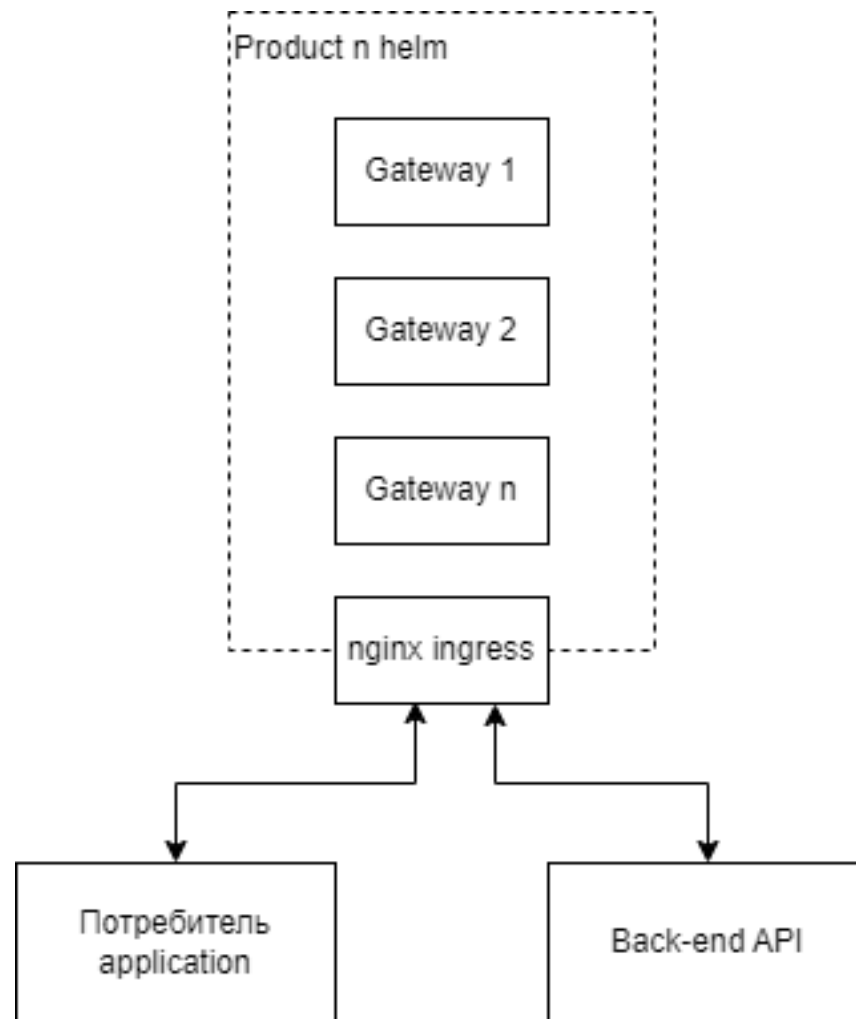 Product n helm
Gateway 1
Gateway 2
Gateway n
nginx ingress
Потребитель
application
Back-end API